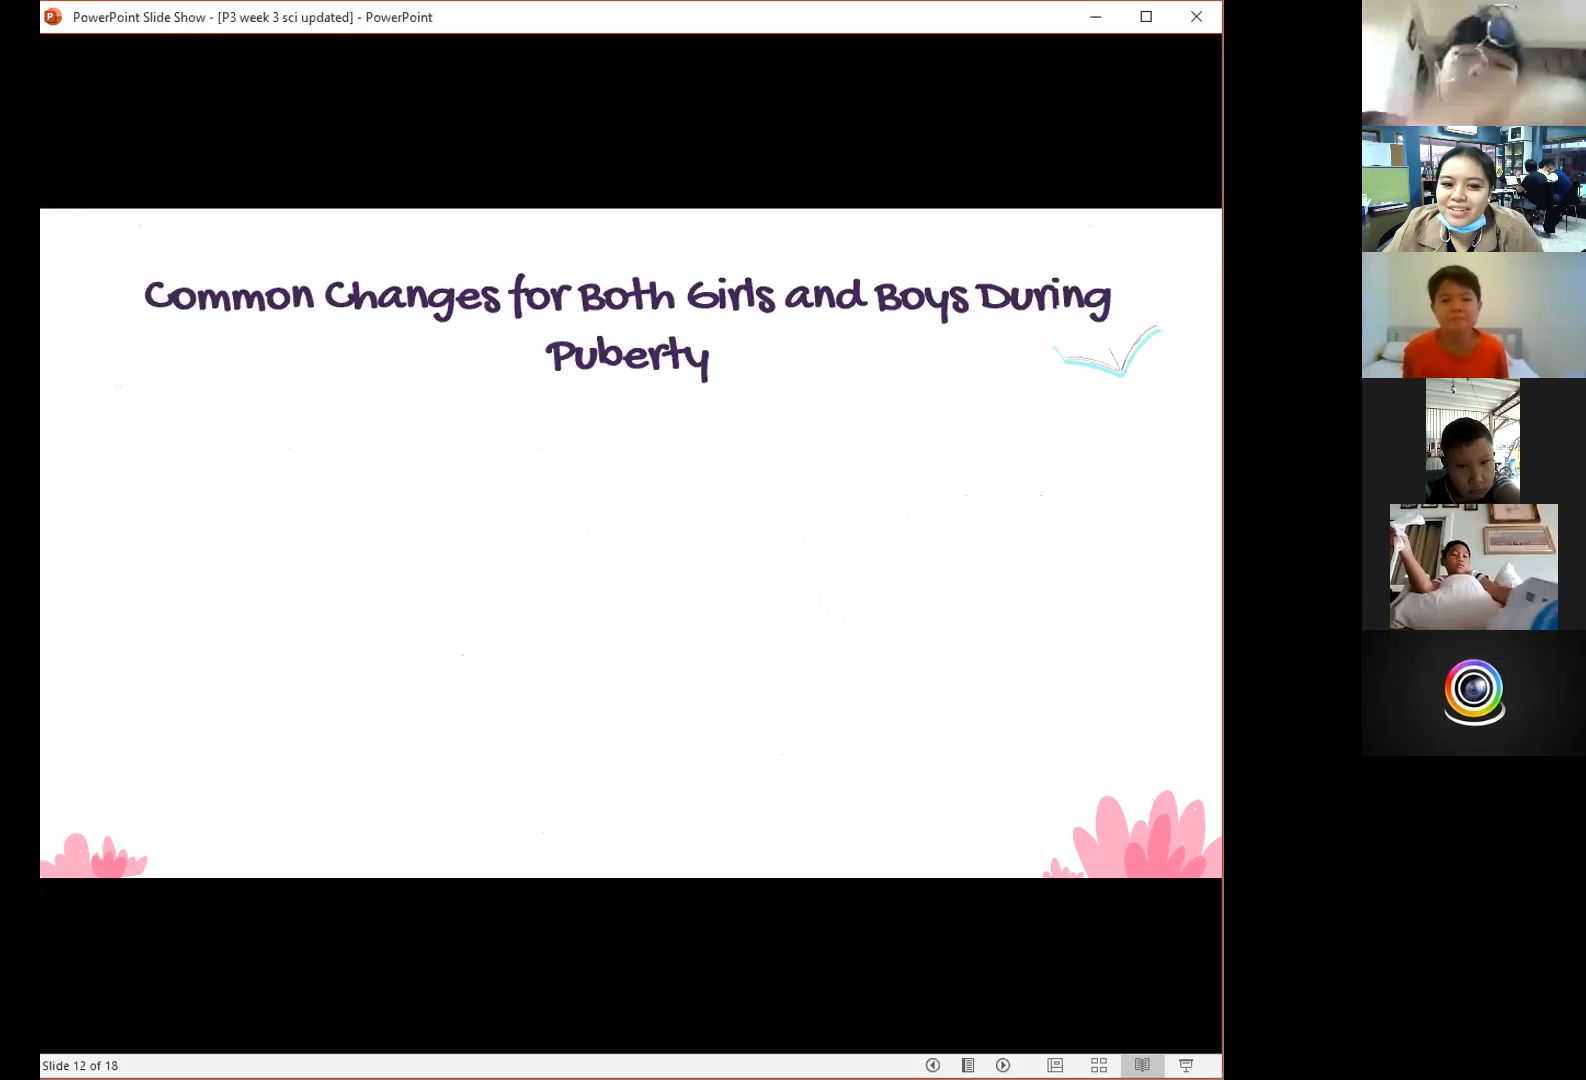 PowerPoint Slide Show - [P3 week 3 sci updated] - PowerPoint
Common Changes for Both Girls and Boys During
Puberty
Slide 12 of 18